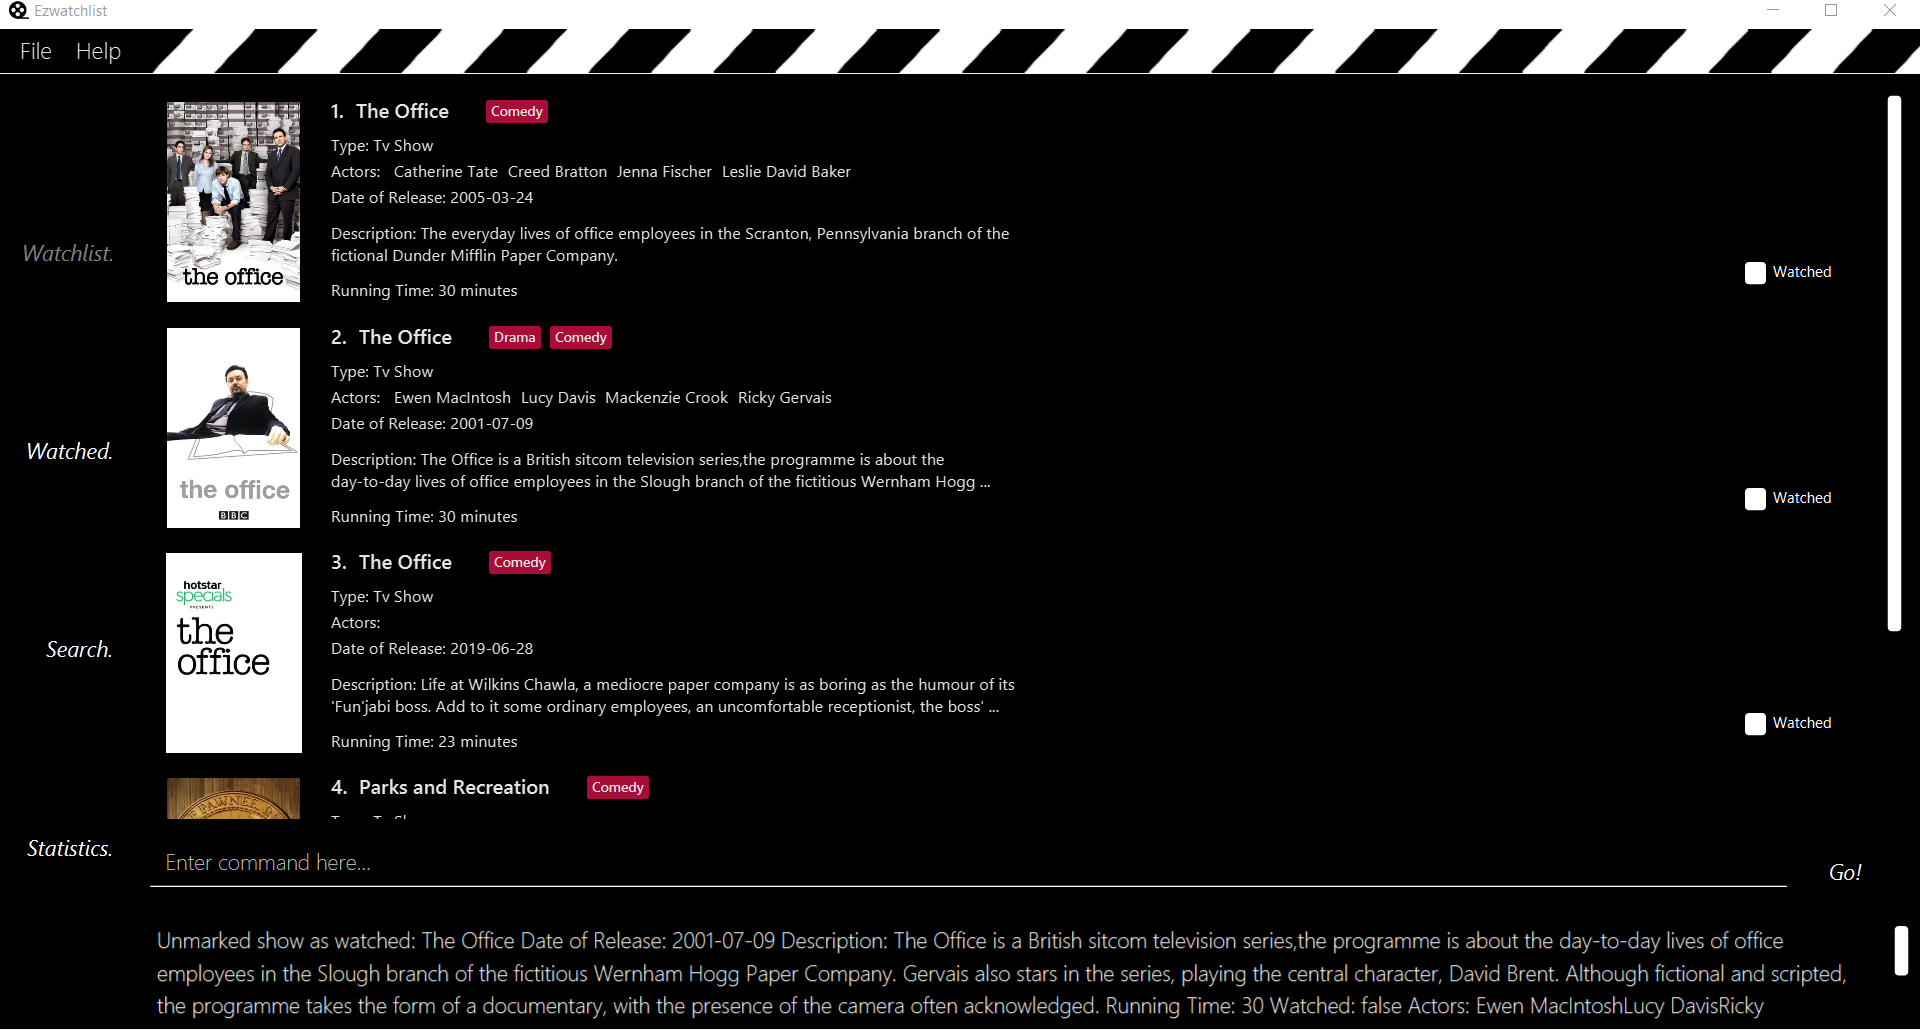 Ezwatchlist
File Help
Watchlist.
Watched.
Search.
Statistics.
the office
1. The Office Comedy
Type: Tv Show
Actors: Catherine Tate Creed Bratton Jenna Fischer Leslie David Baker
Date of Release: 2005-03-24
Description: The everyday lives of office employees in the Scranton, Pennsylvania branch of the
fictional Dunder Mifflin Paper Company.
Running Time: 30 minutes
Watched
the office
BBC
2. The Office Drama Comedy
Type: Tv Show
Actors: Ewen MacIntosh Lucy Davis Mackenzie Crook Ricky Gervais
Date of Release: 2001-07-09
Description: The Office is a British sitcom television series,the programme is about the
day-to-day lives of office employees in the Slough branch of the fictitious Wernham Hogg ...
Running Time: 30 minutes
Watched
hotstar
specials
PRESENTS
the
office
3. The Office Comedy
Type: Tv Show
Actors:
Date of Release: 2019-06-28
Description: Life at Wilkins Chawla, a mediocre paper company is as boring as the humour of its
'Fun'jabi boss. Add to it some ordinary employees, an uncomfortable receptionist, the boss' ...
Running Time: 23 minutes
Watched
PAWNEE
4. Parks and Recreation Comedy
Enter command here...
Go!
Unmarked show as watched: The Office Date of Release: 2001-07-09 Description: The Office is a British sitcom television series,the programme is about the day-to-day lives of office
employees in the Slough branch of the fictitious Wernham Hogg Paper Company. Gervais also stars in the series, playing the central character, David Brent. Although fictional and scripted,
the programme takes the form of a documentary, with the presence of the camera often acknowledged. Running Time: 30 Watched: false Actors: Ewen MacIntoshLucy DavisRicky